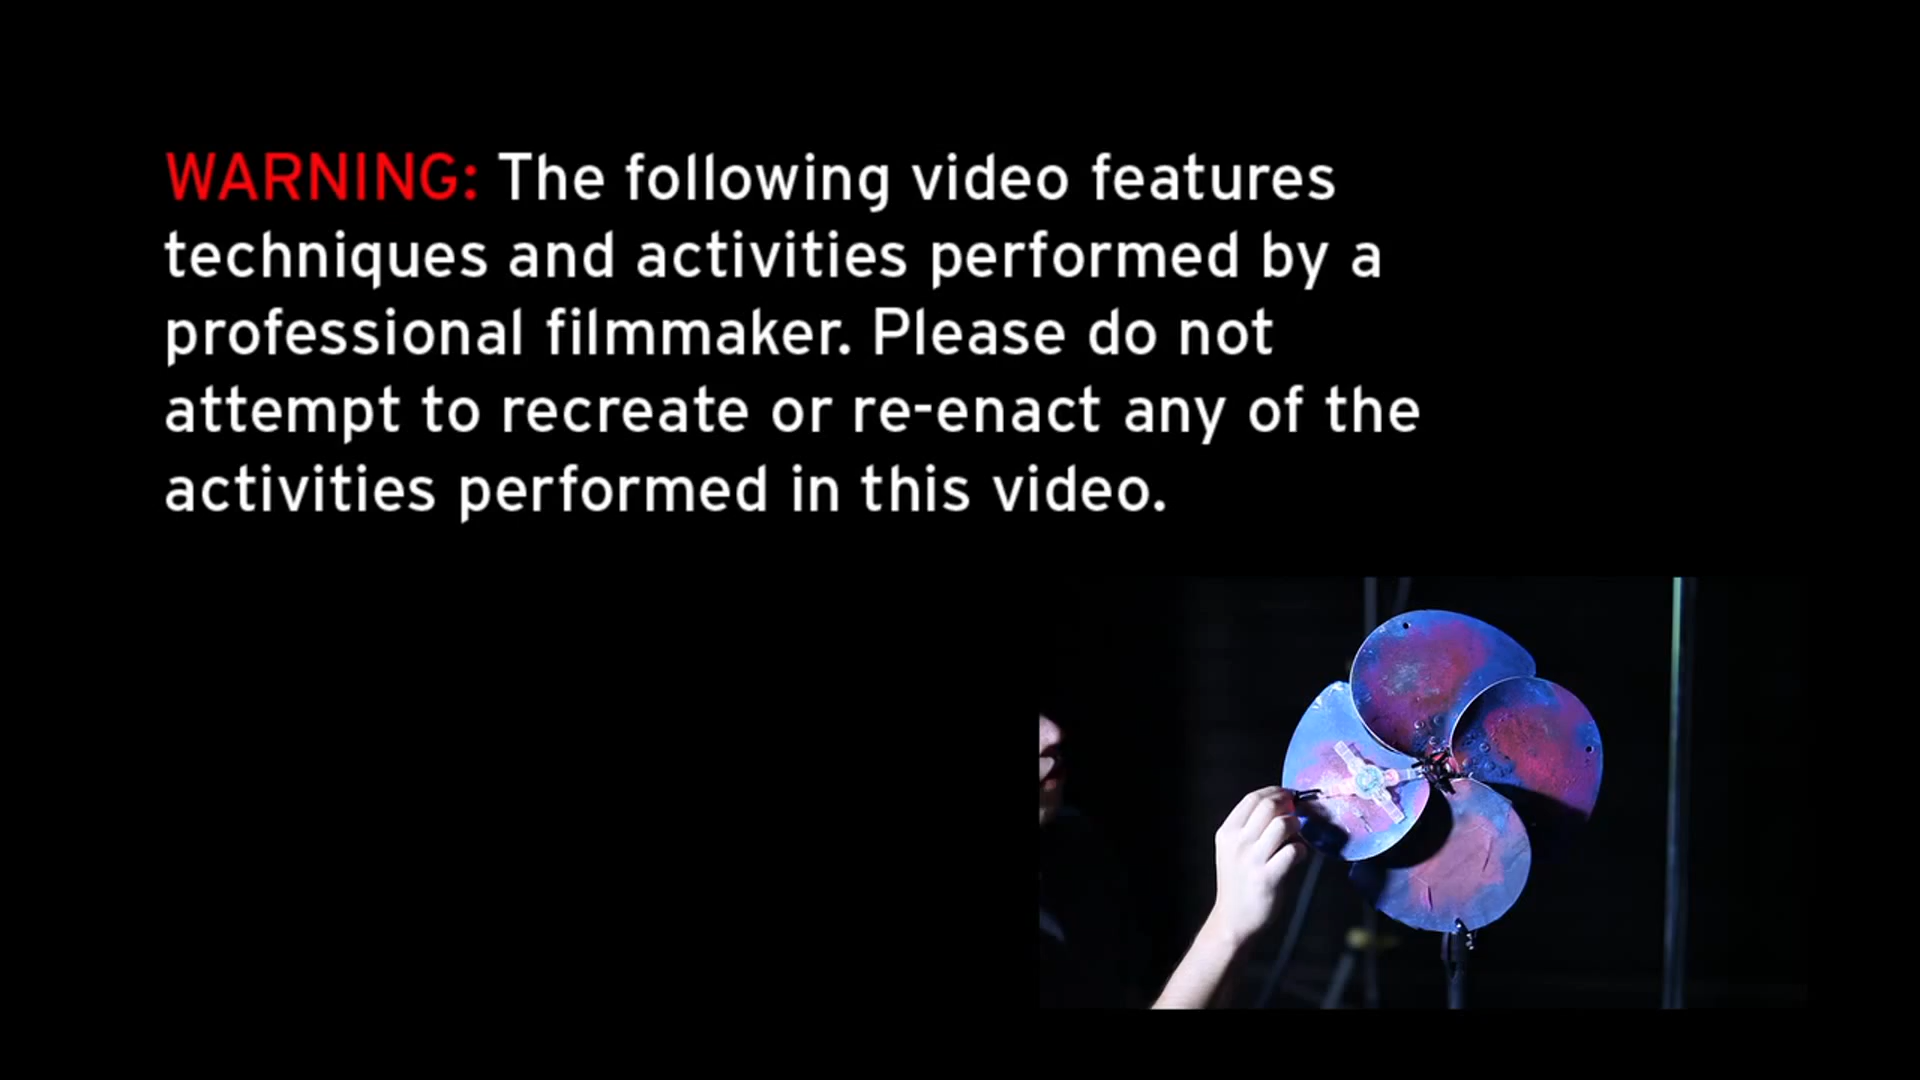 WARNING: The following video features
techniques and activities performed by a
professional filmmaker. Please do not
attempt to recreate or re-enact any of the
activities performed in this video.